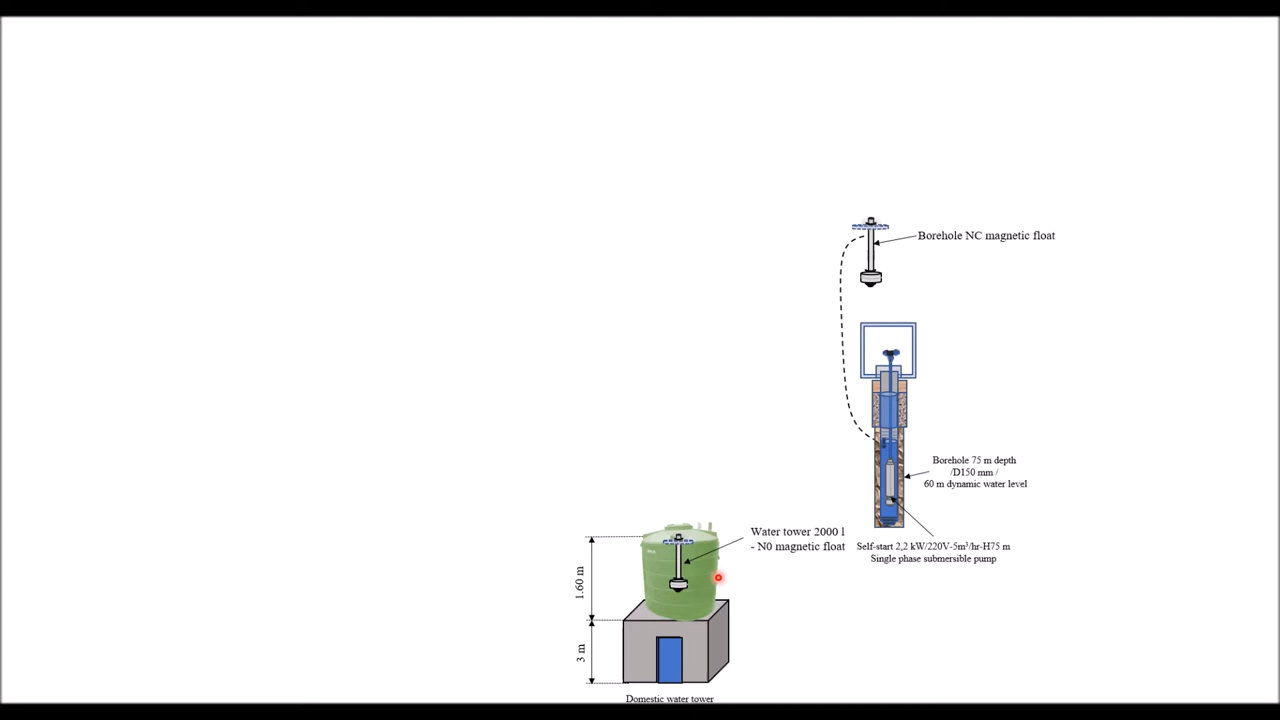 Borehole NC magnetic float
Borehole 75 m depth
/D150 mm /
60 m dynamic water level
Water tower 2000 l
- N0 magnetic float
Self-start 2,2 kW/220V-5m³/hr-H75 m
Single phase submersible pump
1.60 m
3 m
Domestic water tower